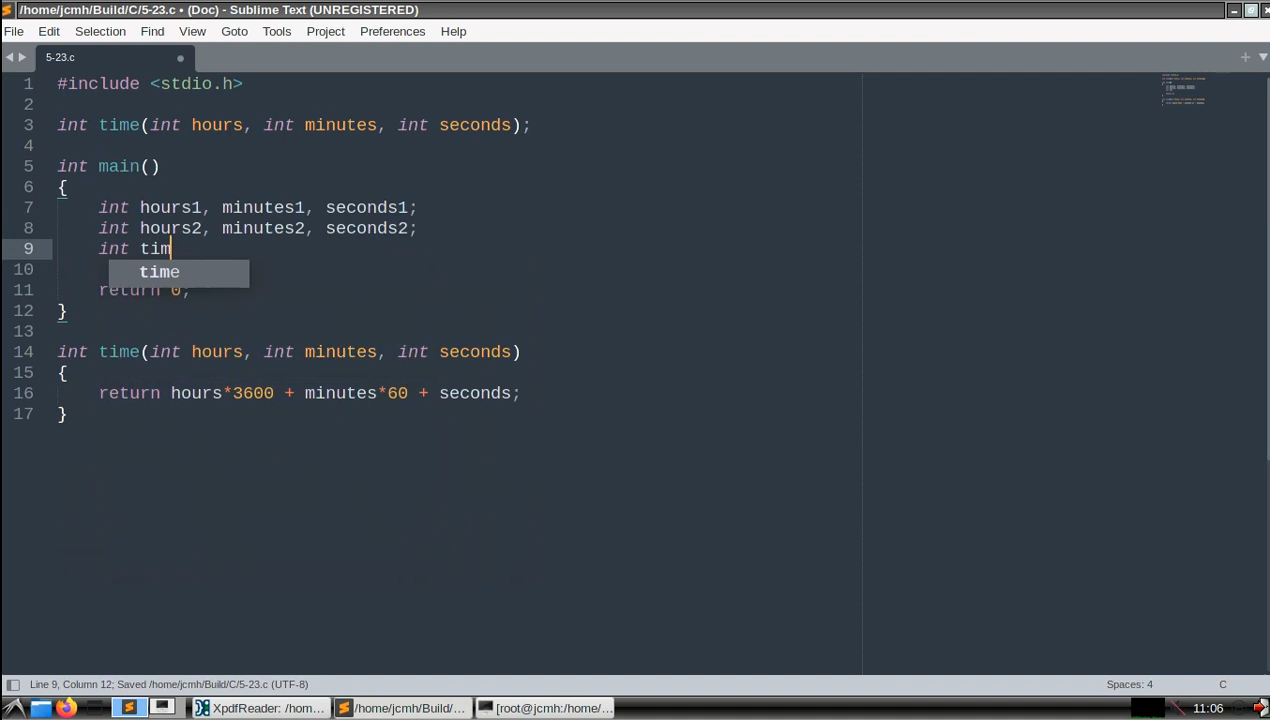 /home/jcmh/Build/C/5-23.c • (Doc) - Sublime Text (UNREGISTERED)
File Edit Selection Find View Goto Tools Project Preferences Help
5-23.c
1 #include <stdio.h>
2
3 int time(int hours, int minutes, int seconds);
4
5 int main()
6 {
7 int hours1, minutes1, seconds1;
8 int hours2, minutes2, seconds2;
9 int tim
10 time
11 return 0;
12 }
13
14 int time(int hours, int minutes, int seconds)
15 {
16 return hours*3600 + minutes*60 + seconds;
17 }
Line 9, Column 12; Saved /home/jcmh/Build/C/5-23.c (UTF-8) Spaces: 4 C
XpdfReader: /hom... /home/jcmh/Build/... [root@jcmh:/home/... 11:06